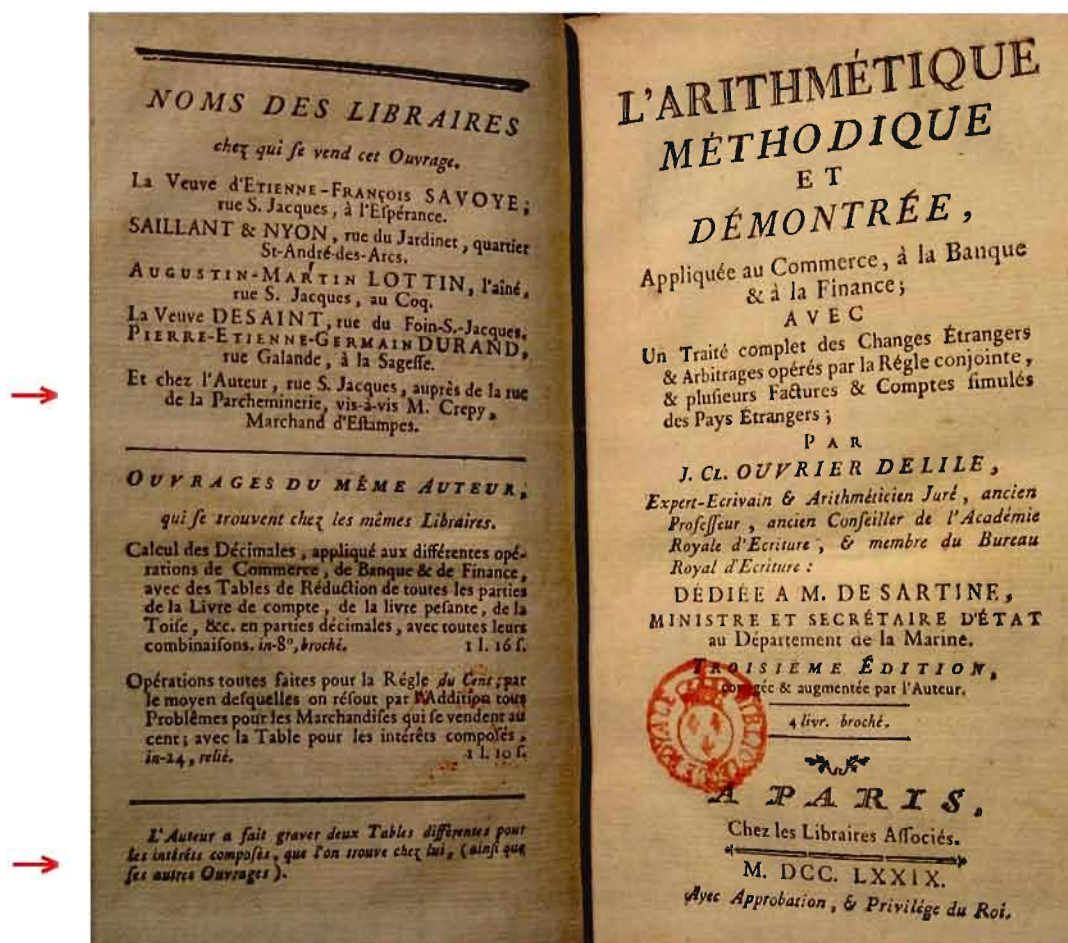 NOMS DES LIBRAIRES
chez qui ſe vend cet Ouvrage.
La Veuve d'ETIENNE-FRANÇOIS SAVOYE;
rue S. Jacques, à l'Eſpérance.
SAILLANT & NYON, rue du Jardinet, quartier
St-André-des-Arcs.
AUGUSTIN-MARTIN LOTTIN, l'aîné,
rue S. Jacques, au Coq.
La Veuve DESAINT, rue du Foin-S.-Jacques.
PIERRE-ETIENNE-GERMAIN DURAND,
rue Galande, à la Sageſſe.
Et chez l'Auteur, rue S. Jacques, auprès de la rue
de la Parcheminerie, vis-à-vis M. Crepy,
Marchand d'Eſtampes.
OUVRAGES DU MÊME AUTEUR,
qui ſe trouvent chez les mêmes Libraires.
Calcul des Décimales, appliqué aux différentes opé-
rations de Commerce, de Banque & de Finance,
avec des Tables de Réduction de toutes les parties
de la Livre de compte, de la livre peſante, de la
Toiſe, &c. en parties décimales, avec toutes leurs
combinaiſons. in-8°, broché. 1 l. 16 ſ.
Opérations toutes faites pour la Régle du Cent; par
le moyen deſquelles on réſout par l'Addition tous
Problêmes pour les Marchandiſes qui ſe vendent au
cent; avec la Table pour les intérêts compoſés,
in-24, relié. 1 l. 10 ſ.
L'Auteur a fait graver deux Tables différentes pour
les intérêts compoſés, que l'on trouve chez lui, (ainſi que
ſes autres Ouvrages).
L'ARITHMÉTIQUE
MÉTHODIQUE
ET
DÉMONTRÉE,
Appliquée au Commerce, à la Banque
& à la Finance;
AVEC
Un Traité complet des Changes Étrangers
& Arbitrages opérés par la Régle conjointe,
& pluſieurs Factures & Comptes ſimulés
des Pays Étrangers;
PAR
J. CL. OUVRIER DELILE,
Expert-Ecrivain & Arithméticien Juré, ancien
Profeſſeur, ancien Conſeiller de l'Académie
Royale d'Ecriture, & membre du Bureau
Royal d'Ecriture:
DÉDIÉE A M. DE SARTINE,
MINISTRE ET SECRÉTAIRE D'ÉTAT
au Département de la Marine.
TROISIÈME ÉDITION,
corrigée & augmentée par l'Auteur.
4 livr. broché.
A PARIS,
Chez les Libraires Aſſociés.
M. DCC. LXXIX.
Avec Approbation, & Privilége du Roi.